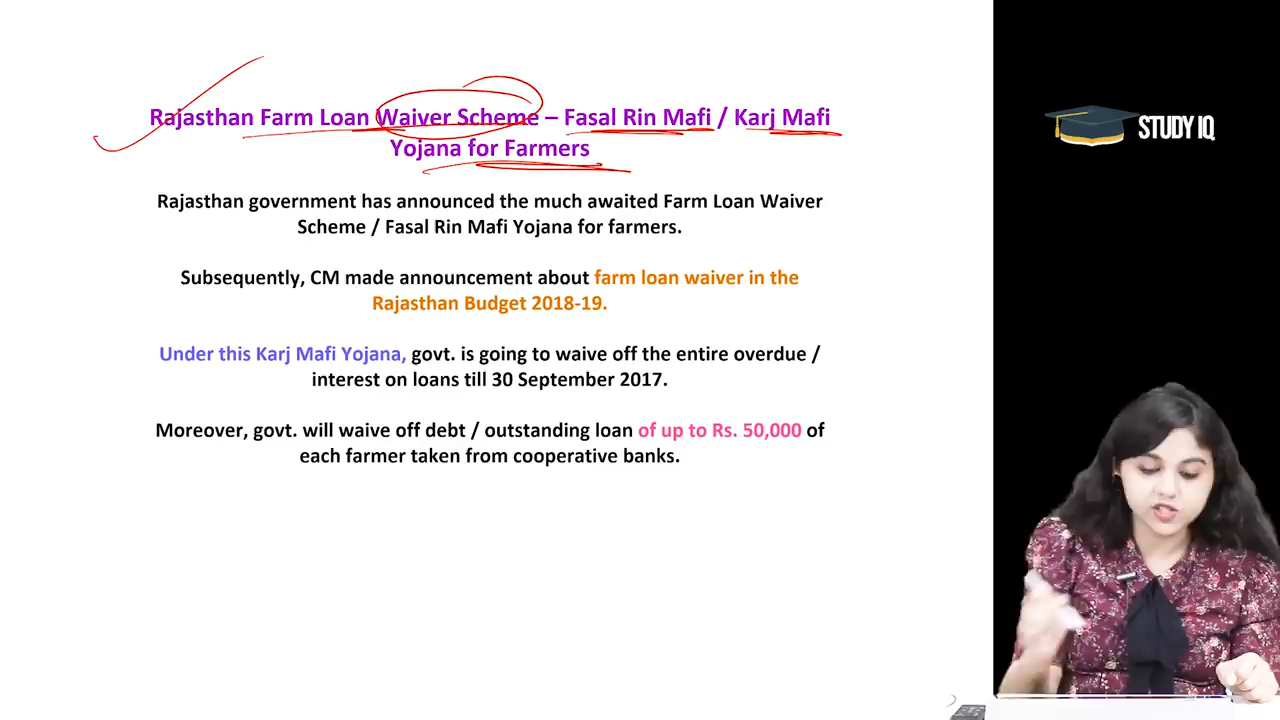 Rajasthan Farm Loan Waiver Scheme – Fasal Rin Mafi / Karj Mafi
Yojana for Farmers
Rajasthan government has announced the much awaited Farm Loan Waiver
Scheme / Fasal Rin Mafi Yojana for farmers.
Subsequently, CM made announcement about farm loan waiver in the
Rajasthan Budget 2018-19.
Under this Karj Mafi Yojana, govt. is going to waive off the entire overdue /
interest on loans till 30 September 2017.
Moreover, govt. will waive off debt / outstanding loan of up to Rs. 50,000 of
each farmer taken from cooperative banks.
STUDY IQ